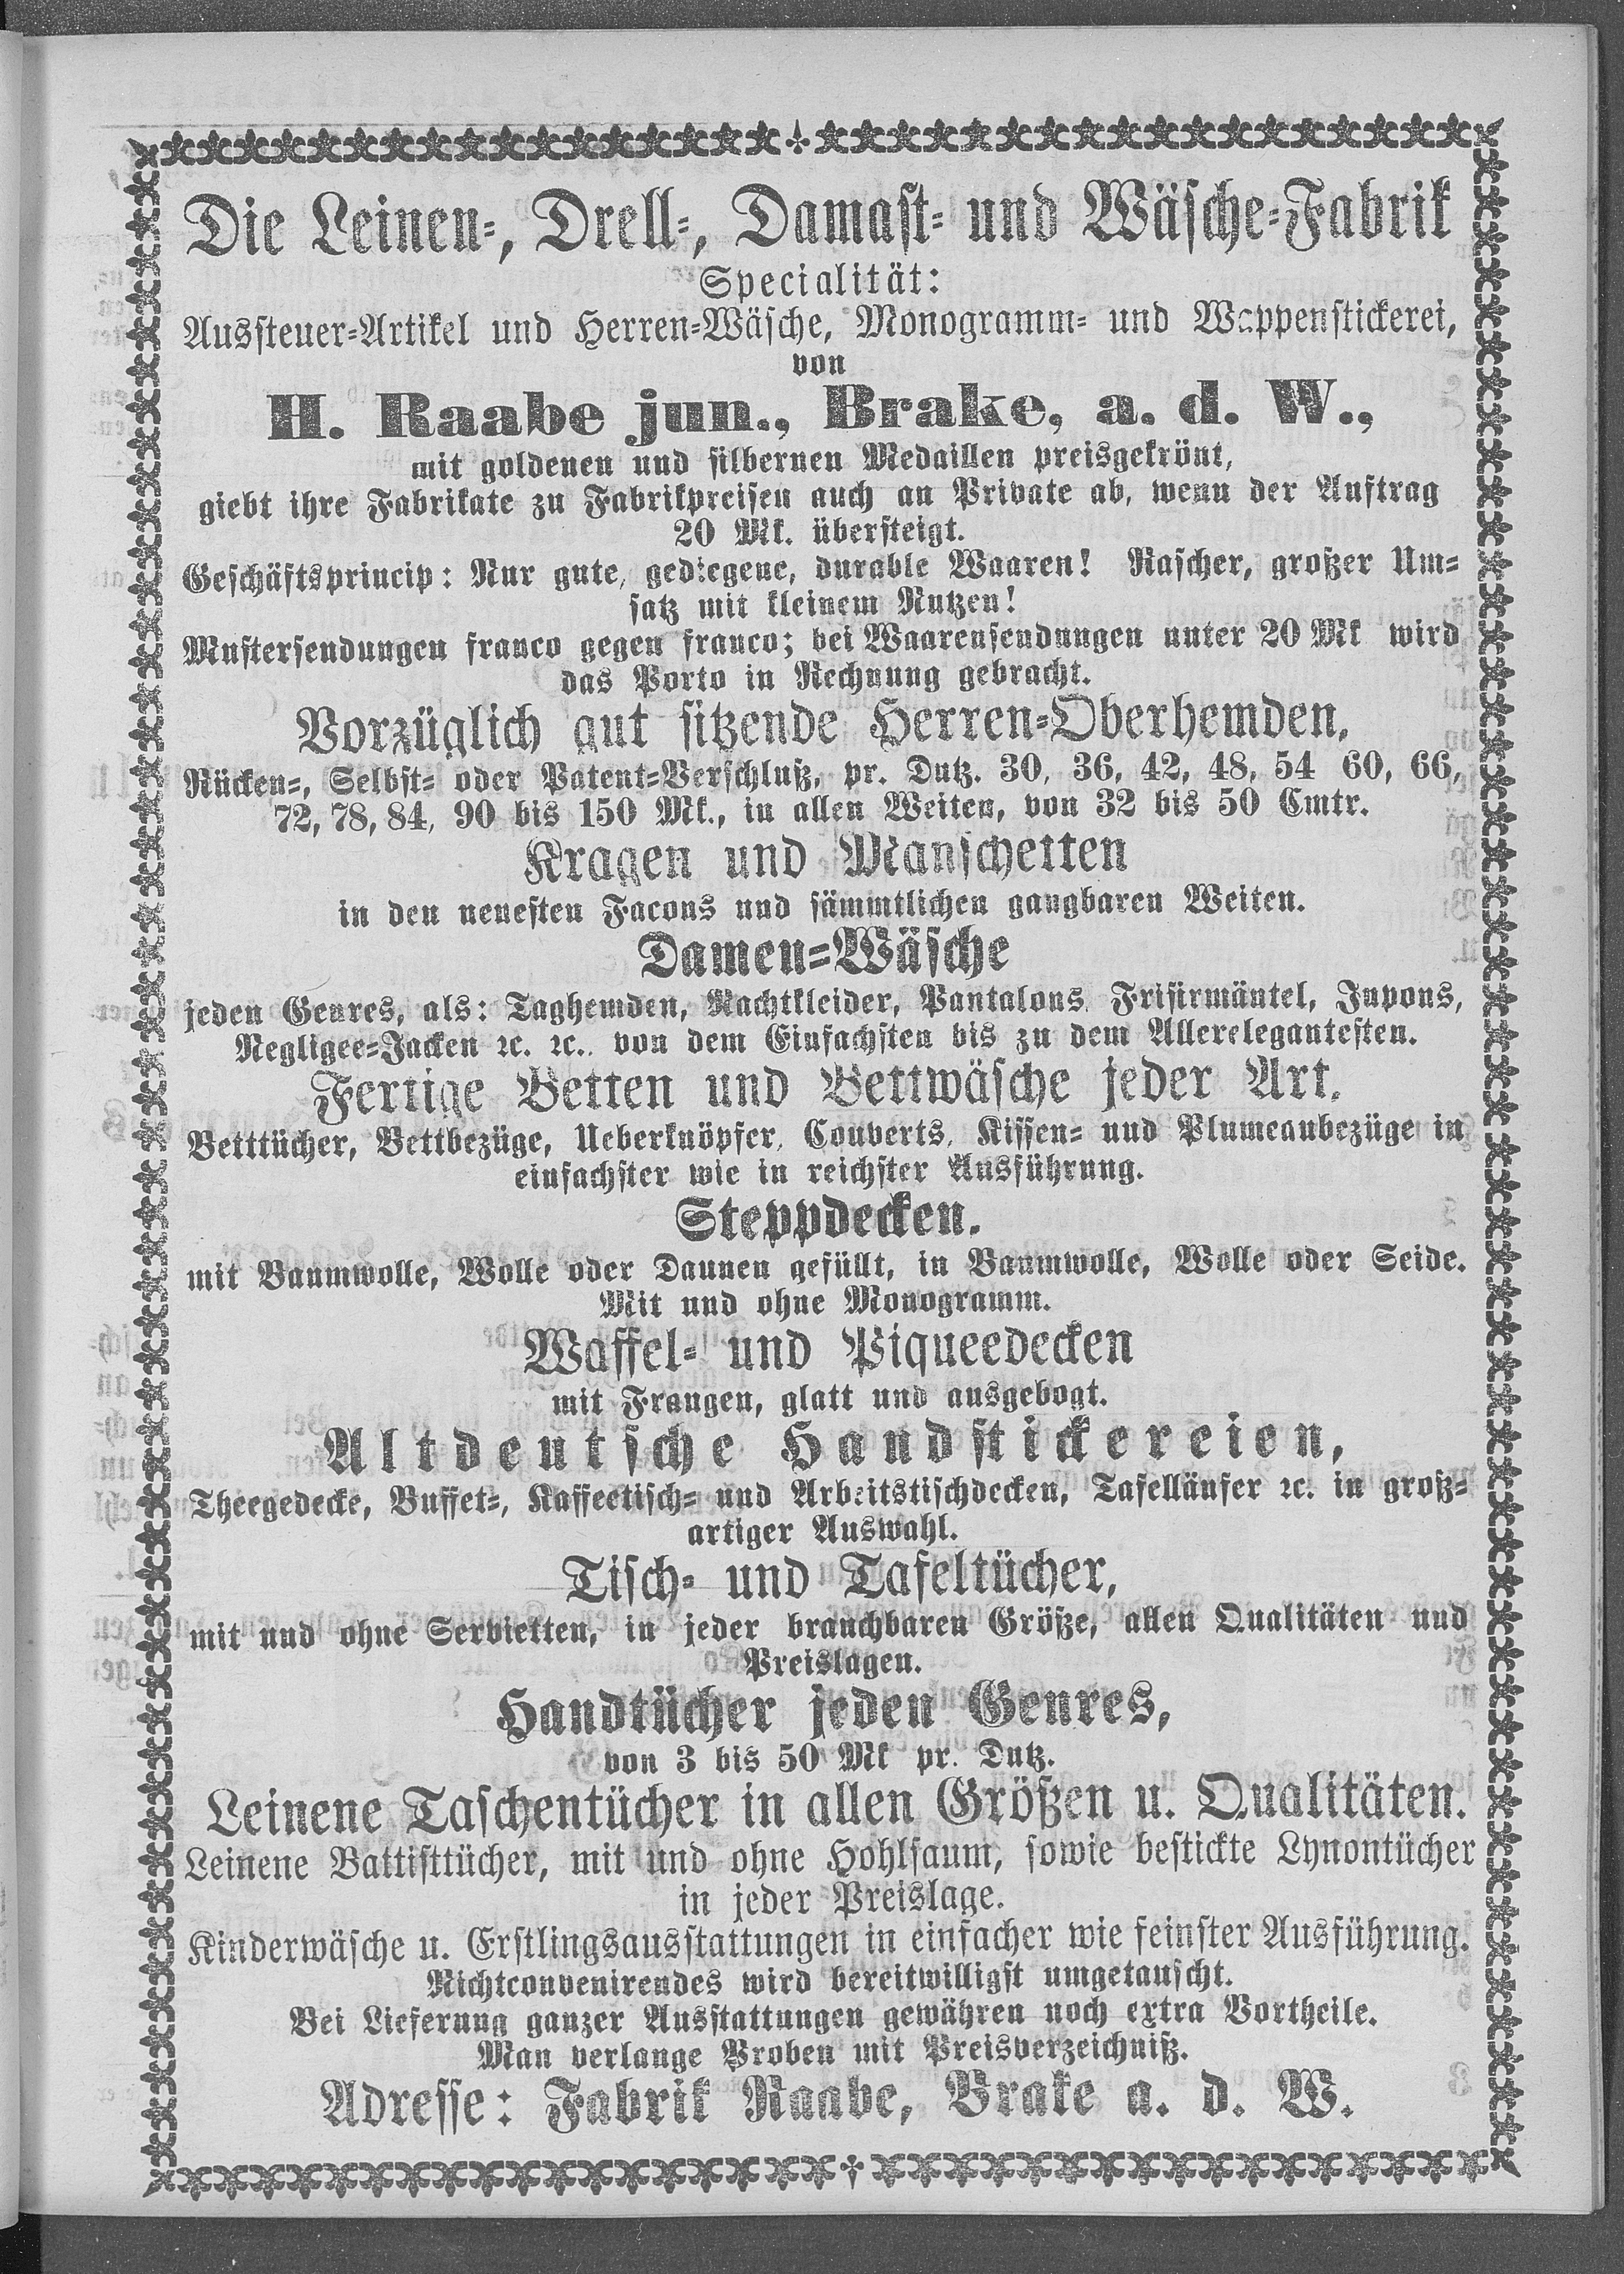 Die Leinen-, Drell-, Damast- und Wäsche-Fabrik
Specialität:
Aussteuer-Artikel und Herren-Wäsche, Monogramm- und Wappenstickerei,
von
H. Raabe jun., Brake, a. d. W.,
mit goldenen und silbernen Medaillen preisgekrönt,
giebt ihre Fabrikate zu Fabrikpreisen auch an Private ab, wenn der Auftrag
20 Mk. übersteigt.
Geschäftsprincip: Nur gute, gediegene, durable Waaren! Rascher, großer Um-
satz mit kleinem Nutzen!
Mustersendungen franco gegen franco; bei Waarensendungen unter 20 Mk wird
das Porto in Rechnung gebracht.
Vorzüglich gut sitzende Herren-Oberhemden,
Rücken-, Selbst- oder Patent-Verschluß, pr. Dutz. 30, 36, 42, 48, 54 60, 66,
72, 78, 84, 90 bis 150 Mk., in allen Weiten, von 32 bis 50 Cmtr.
Kragen und Manschetten
in den neuesten Facons und sämmtlichen gangbaren Weiten.
Damen-Wäsche
jeden Genres, als: Taghemden, Nachtkleider, Pantalons, Frisirmäntel, Jupons,
Negligee-Jacken ꝛc. ꝛc., von dem Einfachsten bis zu dem Allerelegantesten.
Fertige Betten und Bettwäsche jeder Art.
Betttücher, Bettbezüge, Ueberknöpfer, Couverts, Kissen- und Plumeaubezüge in
einfachster wie in reichster Ausführung.
Steppdecken.
mit Baumwolle, Wolle oder Daunen gefüllt, in Baumwolle, Wolle oder Seide.
Mit und ohne Monogramm.
Waffel- und Piqueedecken
mit Frangen, glatt und ausgebogt.
Altdeutsche Handstickereien,
Theegedecke, Buffet-, Kaffeetisch- und Arbeitstischdecken, Tafelläufer ꝛc. in groß-
artiger Auswahl.
Tisch- und Tafeltücher,
mit und ohne Servietten, in jeder brauchbaren Größe, allen Qualitäten und
Preislagen.
Handtücher jeden Genres,
von 3 bis 50 Mk pr. Dutz.
Leinene Taschentücher in allen Größen u. Qualitäten.
Leinene Battisttücher, mit und ohne Hohlsaum, sowie bestickte Lynontücher
in jeder Preislage.
Kinderwäsche u. Erstlingsausstattungen in einfacher wie feinster Ausführung.
Nichtconvenirendes wird bereitwilligst umgetauscht.
Bei Lieferung ganzer Ausstattungen gewähren noch extra Vortheile.
Man verlange Proben mit Preisverzeichniß.
Adresse: Fabrik Raabe, Brake a. d. W.